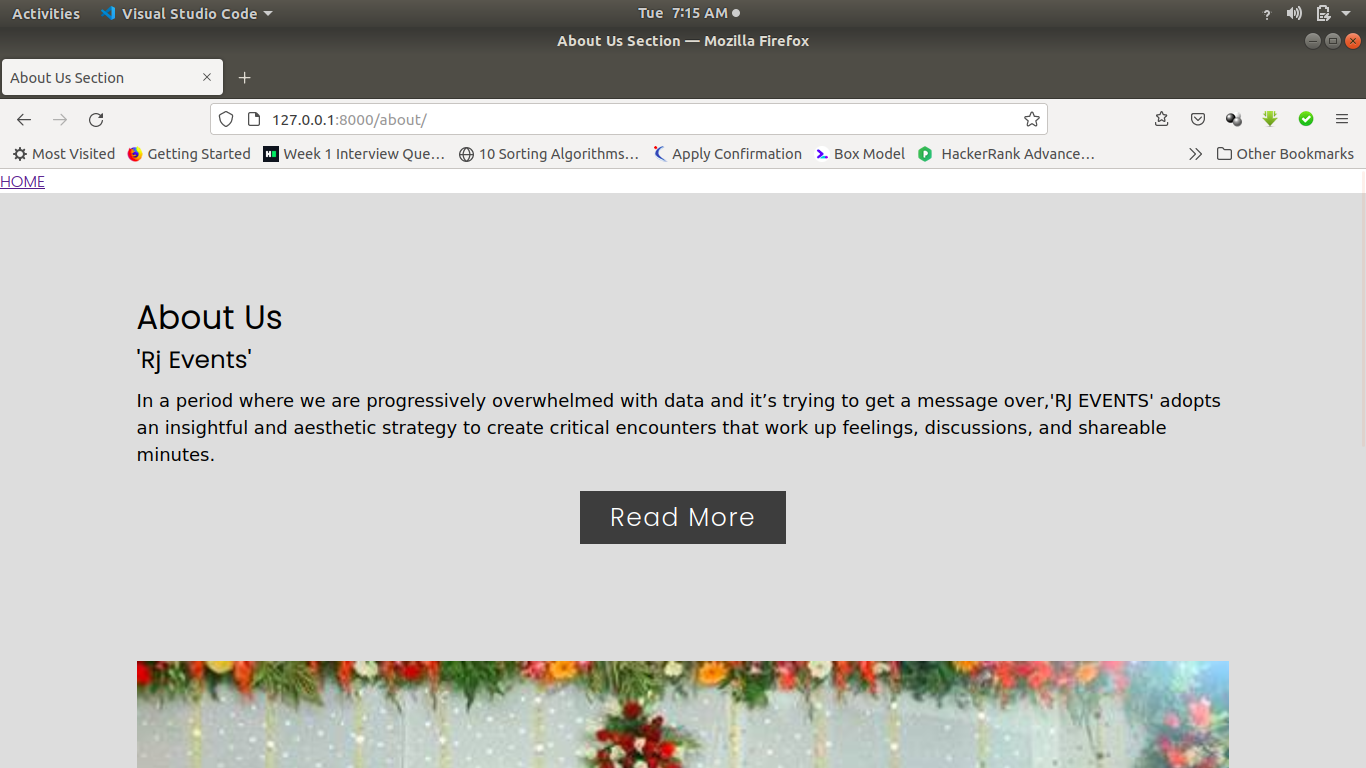 Activities Visual Studio Code Tue 7:15 AM ?
About Us Section — Mozilla Firefox
About Us Section
127.0.0.1:8000/about/
Most Visited Getting Started Week 1 Interview Que… 10 Sorting Algorithms… Apply Confirmation Box Model HackerRank Advance… Other Bookmarks
HOME
About Us
'Rj Events'
In a period where we are progressively overwhelmed with data and it’s trying to get a message over,'RJ EVENTS' adopts
an insightful and aesthetic strategy to create critical encounters that work up feelings, discussions, and shareable
minutes.
Read More